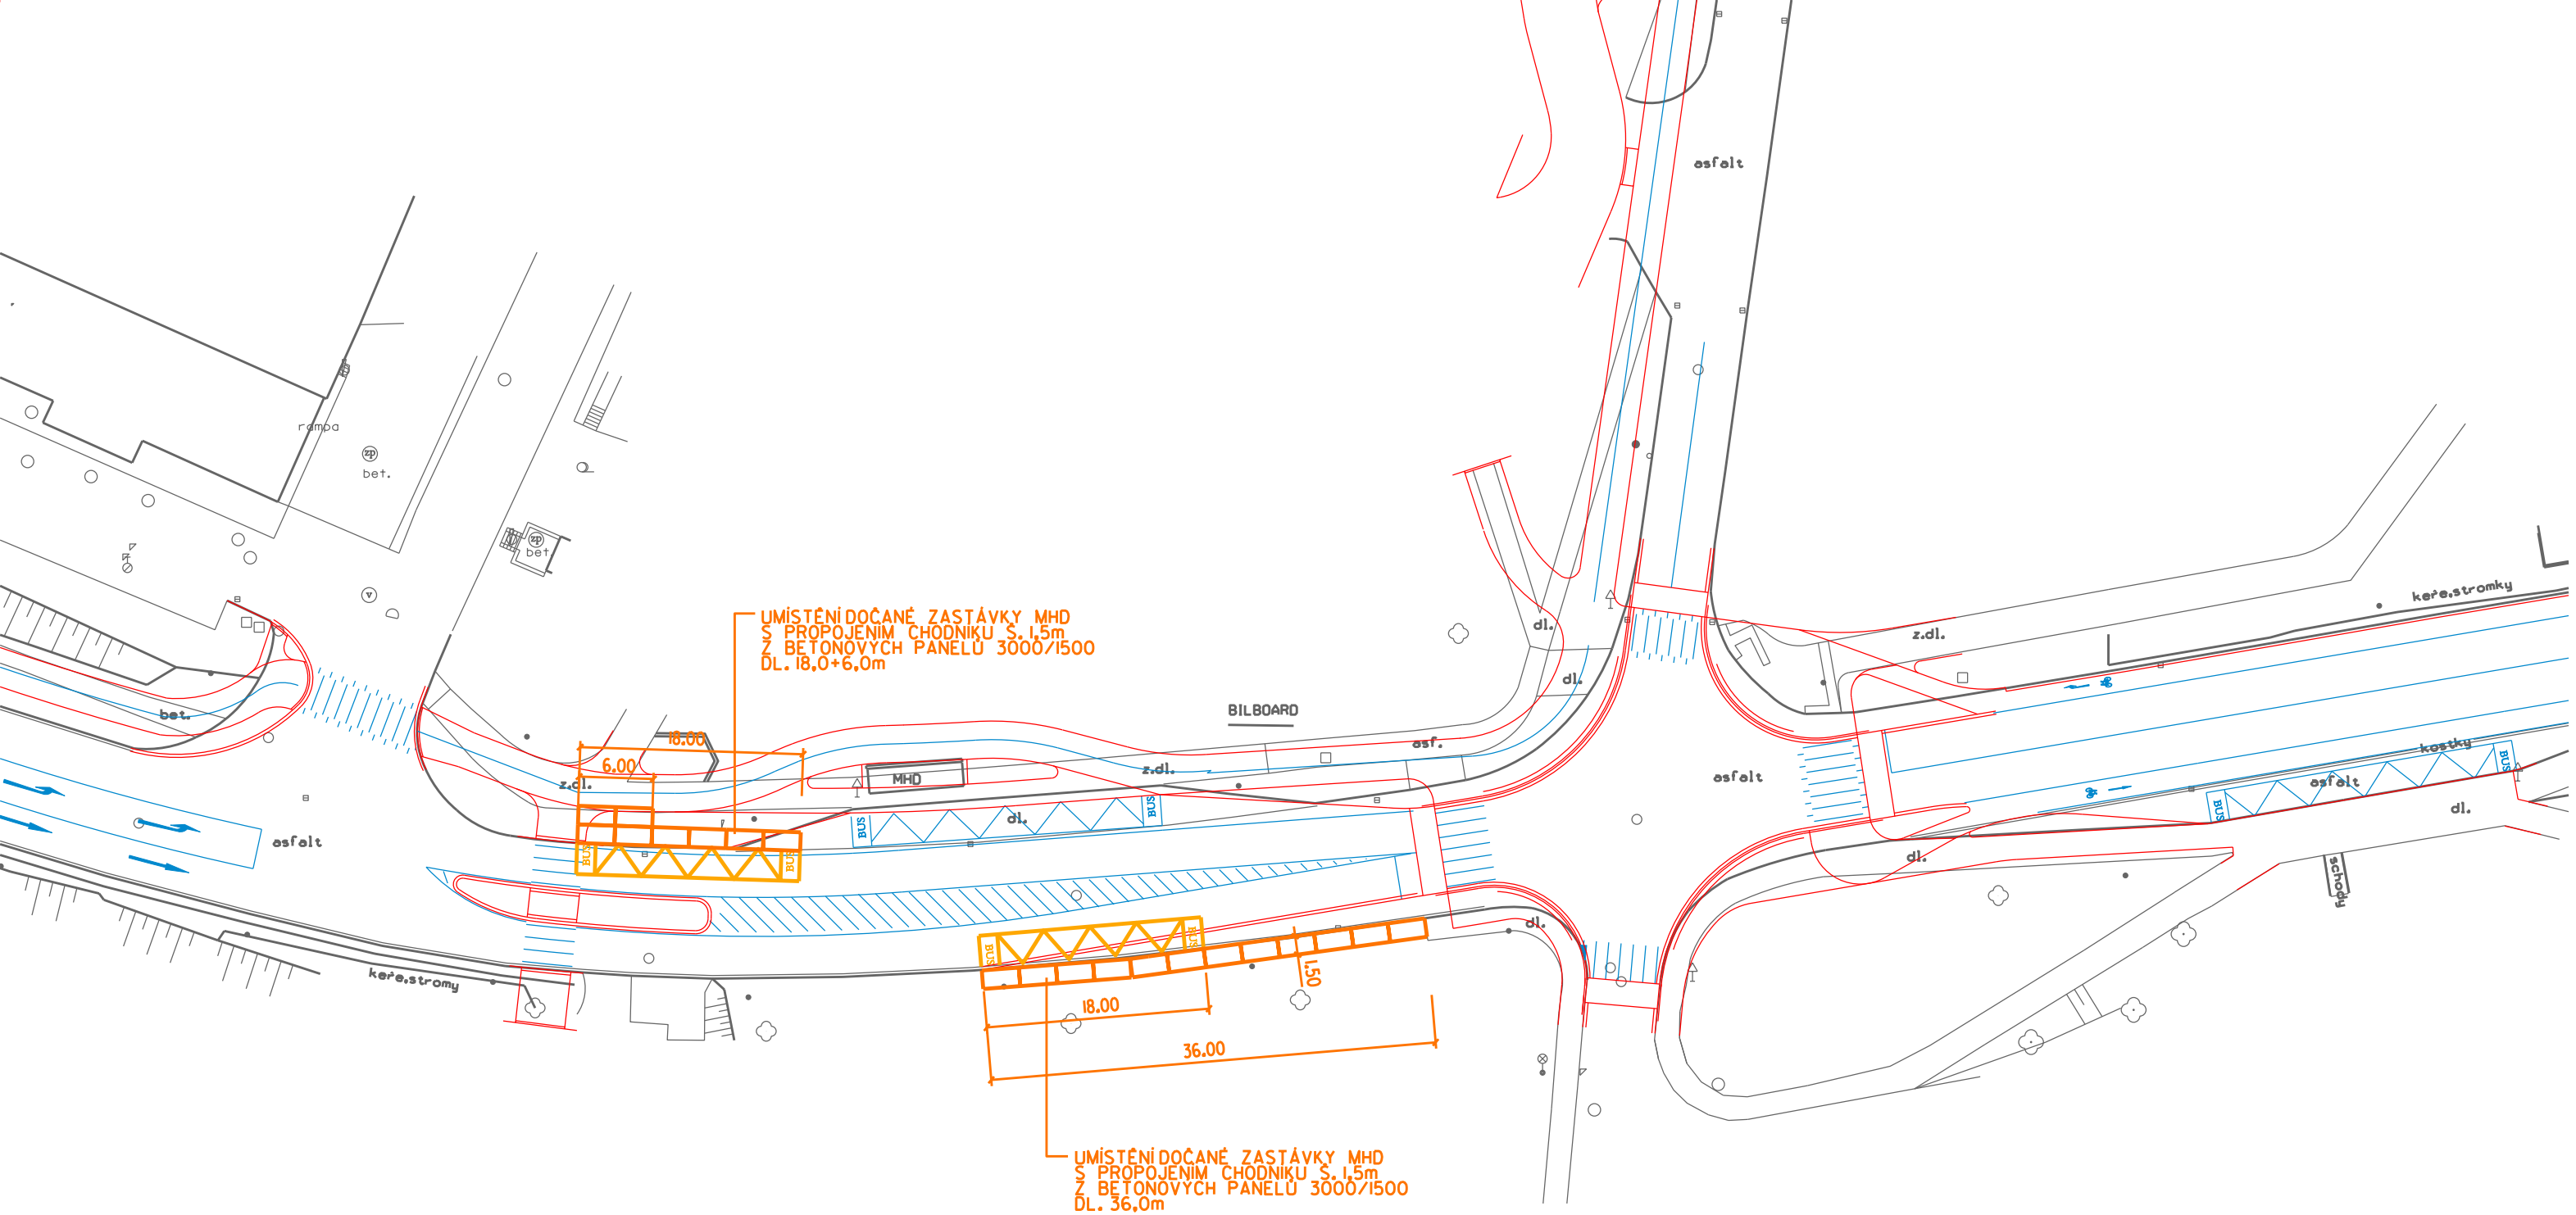 asfalt
rampa
zp
bet.
zp
bet.
v
keře,stromky
z.dl.
dl.
dl.
UMÍSTĚNÍ DOČANÉ ZASTÁVKY MHD
S PROPOJENÍM CHODNÍKU Š. 1,5m
Z BETONOVÝCH PANELŮ 3000/1500
DL. 18,0+6,0m
bet.
BILBOARD
18.00
6.00
z.dl.
MHD
z.dl.
asf.
asfalt
kostky
BUS
asfalt
BUS
dl.
BUS
BUS
dl.
asfalt
BUS
BUS
dl.
schody
dl.
BUS
BUS
keře,stromy
18.00
1.50
36.00
UMÍSTĚNÍ DOČANÉ ZASTÁVKY MHD
S PROPOJENÍM CHODNÍKU Š. 1,5m
Z BETONOVÝCH PANELŮ 3000/1500
DL. 36,0m